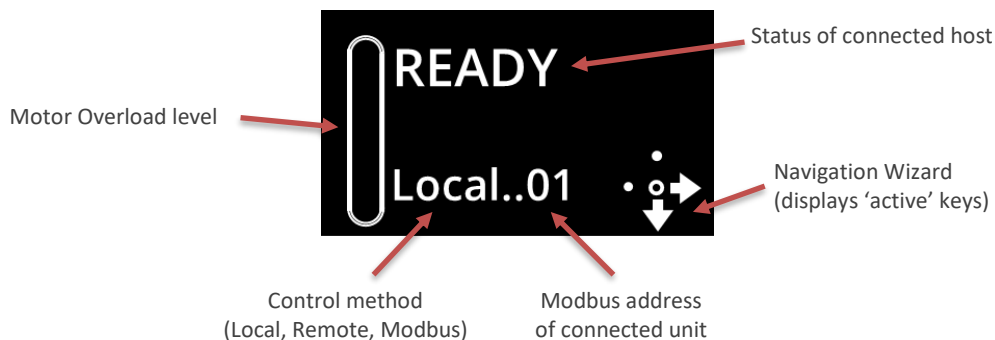 READY
Status of connected host
Motor Overload level
Local..01
Navigation Wizard
(displays ‘active’ keys)
Control method
(Local, Remote, Modbus)
Modbus address
of connected unit